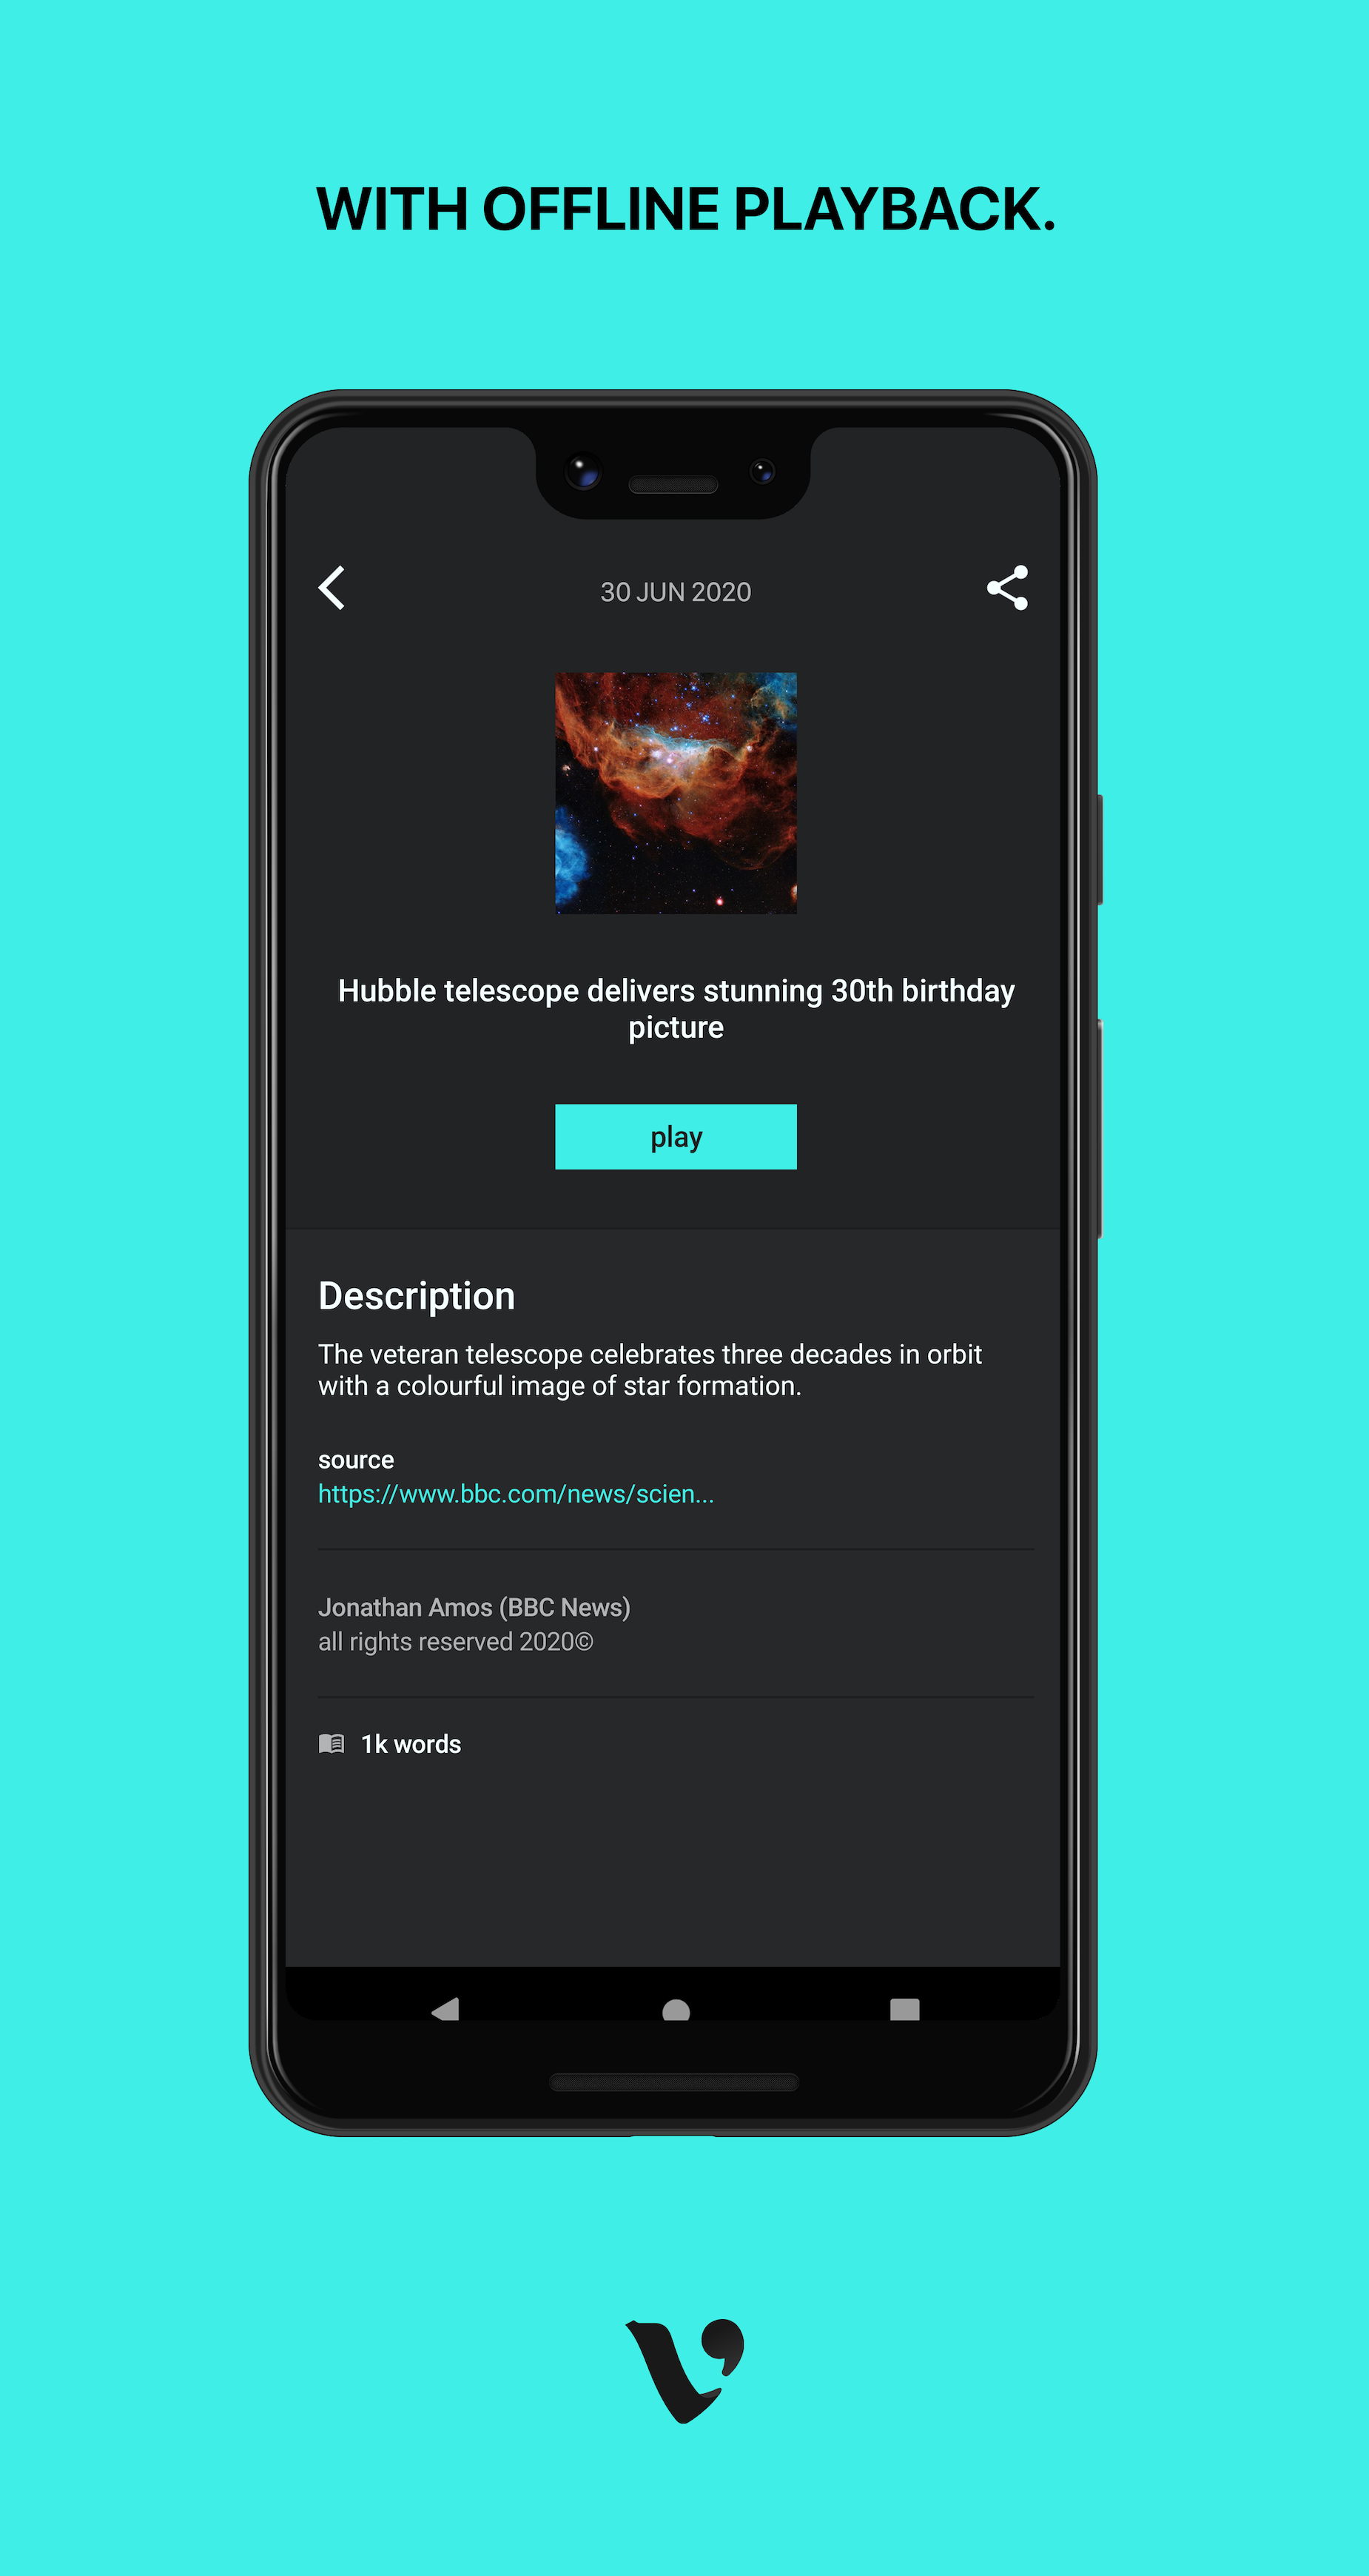 WITH OFFLINE PLAYBACK.
30 JUN 2020
Hubble telescope delivers stunning 30th birthday
picture
play
Description
The veteran telescope celebrates three decades in orbit
with a colourful image of star formation.
source
https://www.bbc.com/news/scien...
Jonathan Amos (BBC News)
all rights reserved 2020©
1k words